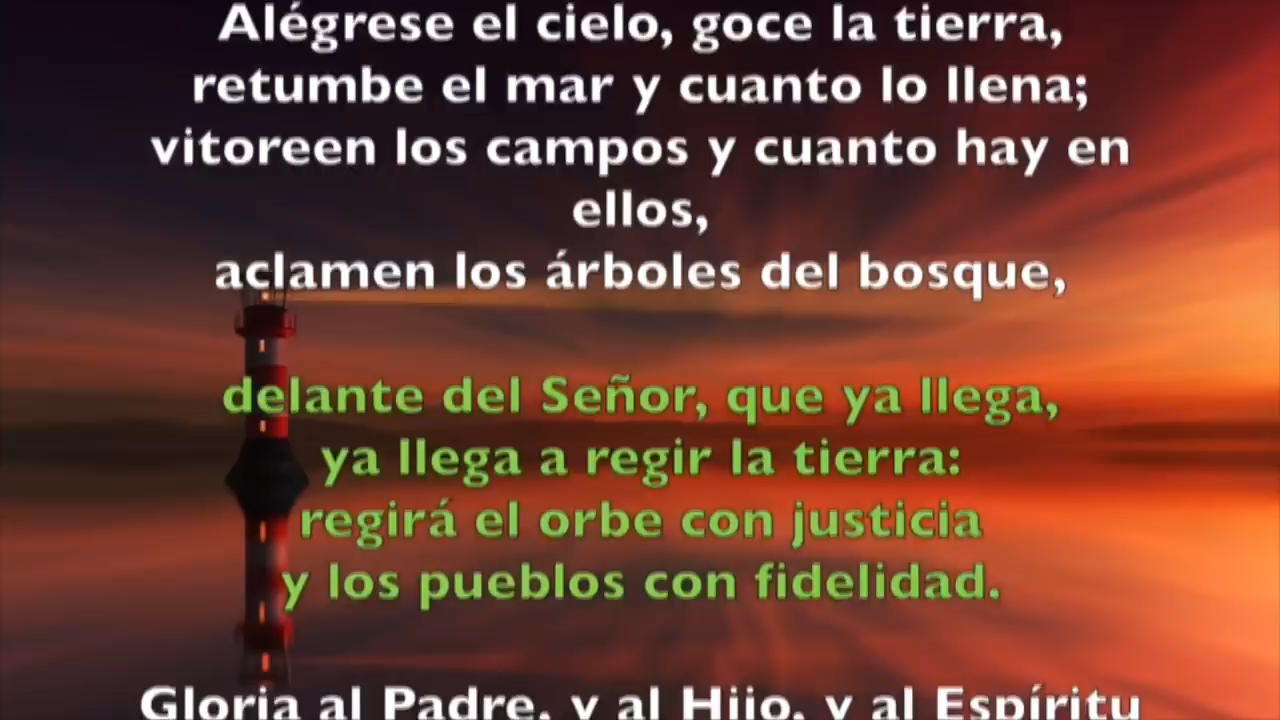 Alégrese el cielo, goce la tierra,
retumbe el mar y cuanto lo llena;
vitoreen los campos y cuanto hay en
ellos,
aclamen los árboles del bosque,
delante del Señor, que ya llega,
ya llega a regir la tierra:
regirá el orbe con justicia
y los pueblos con fidelidad.
Gloria al Padre, y al Hijo, y al Espíritu